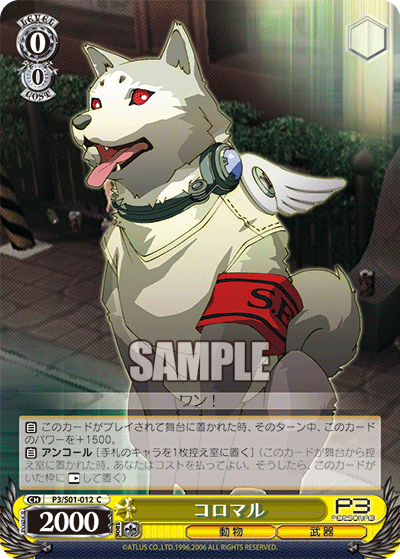 LEVEL
0
0
COST
S.E
SAMPLE
ワン！
このカードがプレイされて舞台に置かれた時、そのターン中、このカード
のパワーを＋1500。
アンコール ［手札のキャラを1枚控え室に置く］ （このカードが舞台から
控え室に置かれた時、あなたはコストを払ってよい。そうしたら、このカードが
いた枠に して置く）
CH P3/S01-012 C
コロマル
P3
PERSONA3
2000
動物
武器
©ATLUS CO.,LTD.1996,2006 ALL RIGHTS RESERVED.